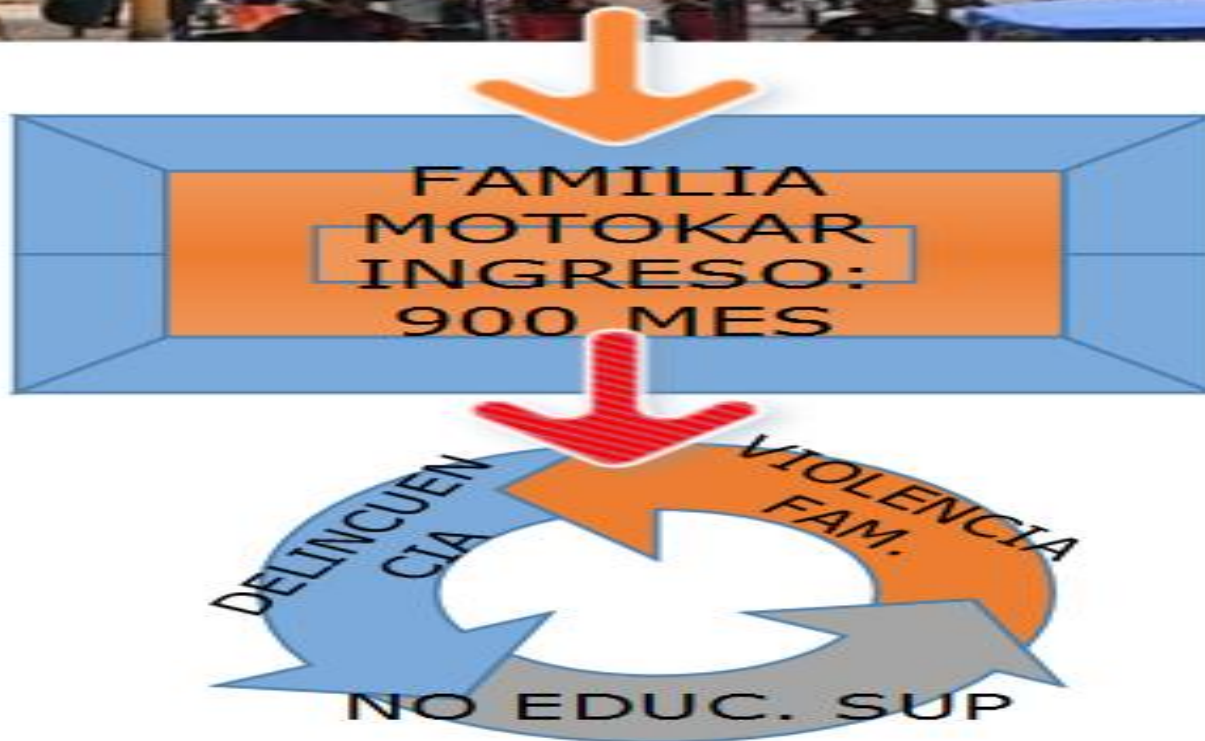 FAMILIA
MOTOKAR
INGRESO:
900 MES
DELINCUEN
CIA
VIOLENCIA
FAM.
NO EDUC. SUP